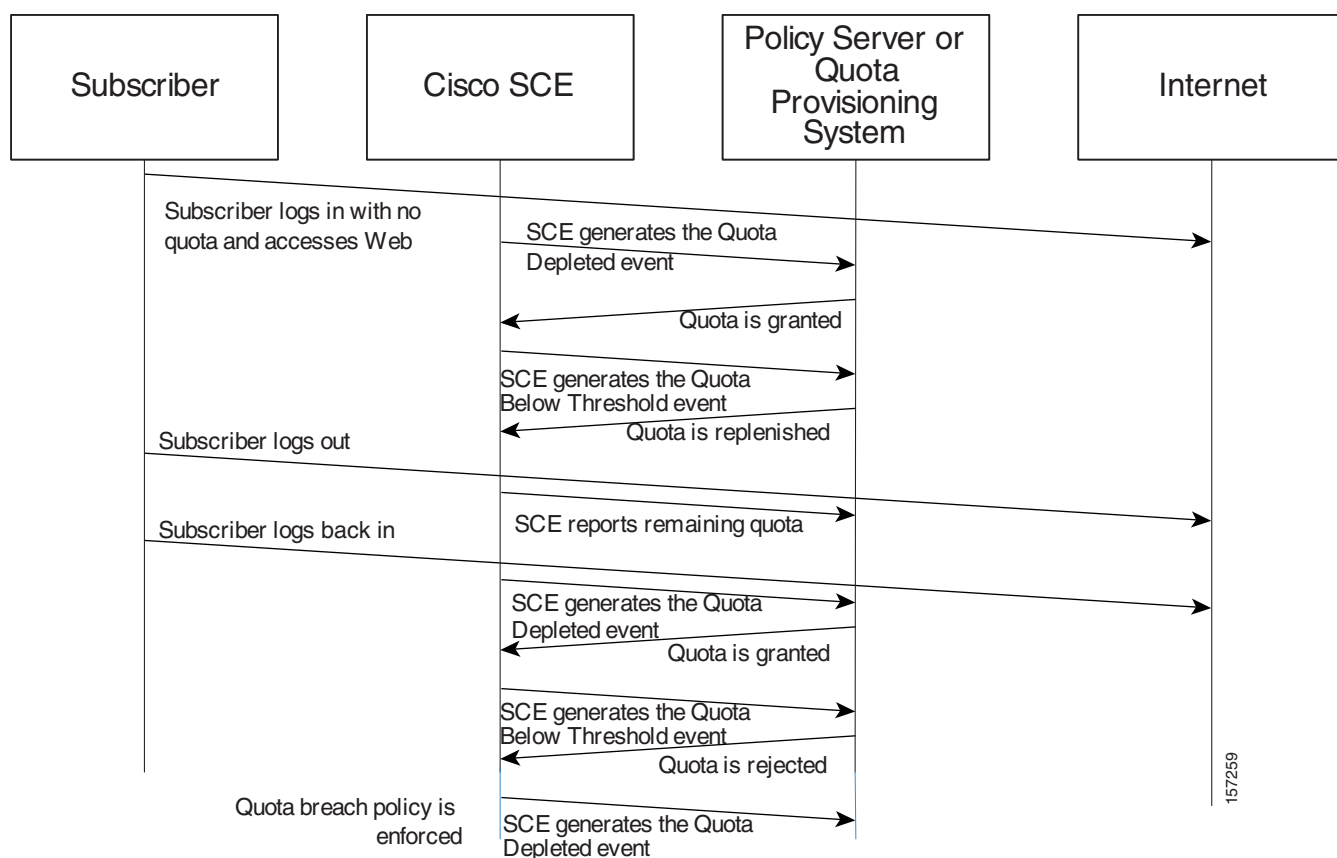 Subscriber
Cisco SCE
Policy Server or
Quota
Provisioning
System
Internet
Subscriber logs in with no
quota and accesses Web
SCE generates the Quota
Depleted event
Quota is granted
SCE generates the Quota
Below Threshold event
Quota is replenished
Subscriber logs out
SCE reports remaining quota
Subscriber logs back in
SCE generates the Quota
Depleted event
Quota is granted
SCE generates the Quota
Below Threshold event
Quota is rejected
157259
Quota breach policy is
enforced
SCE generates the Quota
Depleted event